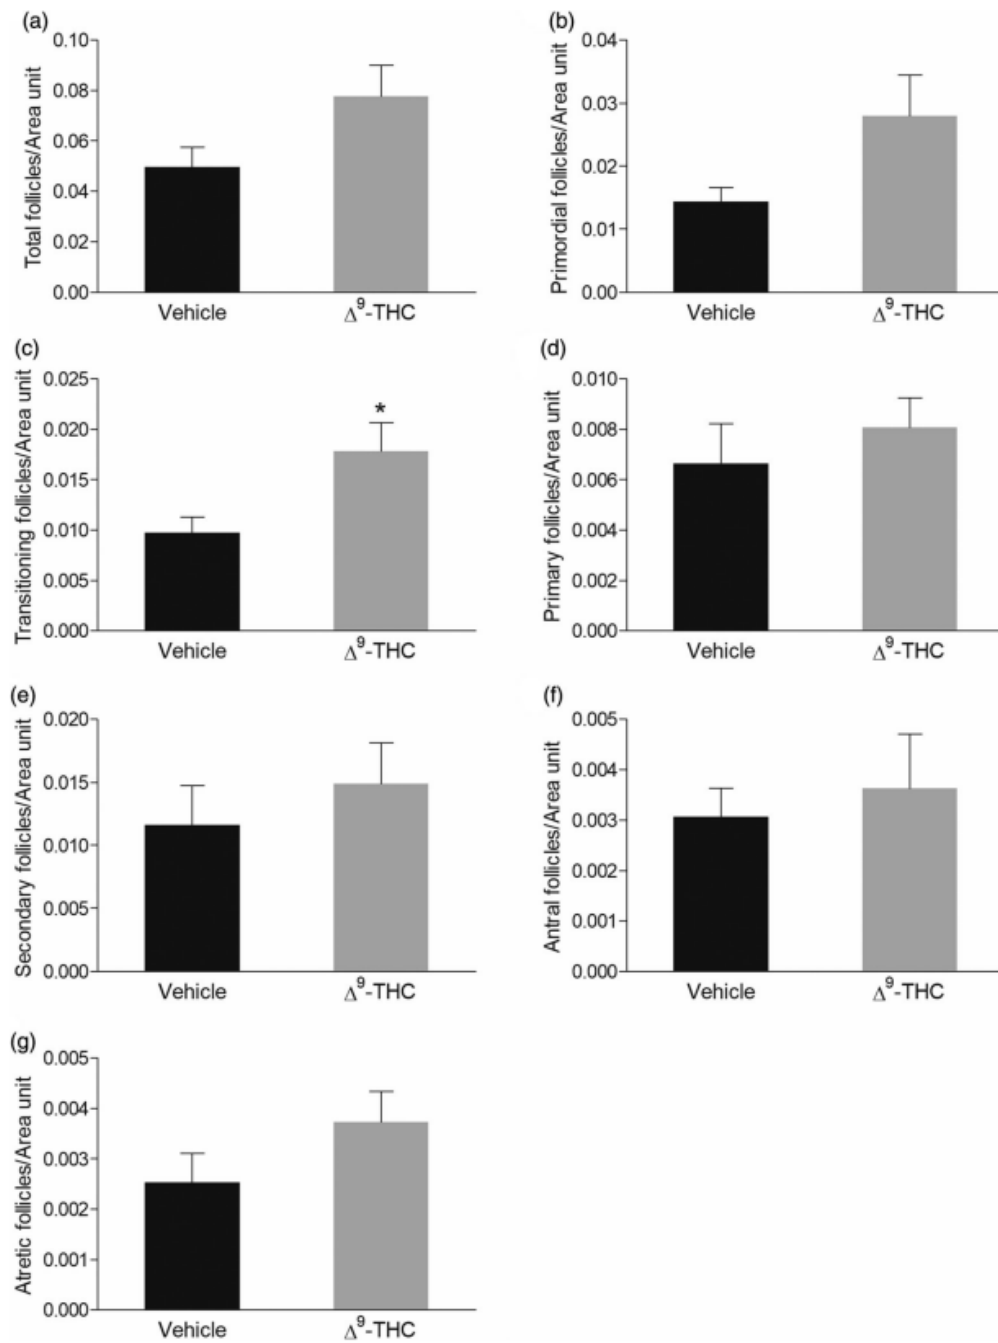 (a)
Total follicles/Area unit
0.10
0.08
0.06
0.04
0.02
0.00
Vehicle
Δ⁹-THC
(b)
Primordial follicles/Area unit
0.04
0.03
0.02
0.01
0.00
Vehicle
Δ⁹-THC
(c)
Transitioning follicles/Area unit
0.025
0.020
0.015
0.010
0.005
0.000
*
Vehicle
Δ⁹-THC
(d)
Primary follicles/Area unit
0.010
0.008
0.006
0.004
0.002
0.000
Vehicle
Δ⁹-THC
(e)
Secondary follicles/Area unit
0.020
0.015
0.010
0.005
0.000
Vehicle
Δ⁹-THC
(f)
Antral follicles/Area unit
0.005
0.004
0.003
0.002
0.001
0.000
Vehicle
Δ⁹-THC
(g)
Atretic follicles/Area unit
0.005
0.004
0.003
0.002
0.001
0.000
Vehicle
Δ⁹-THC